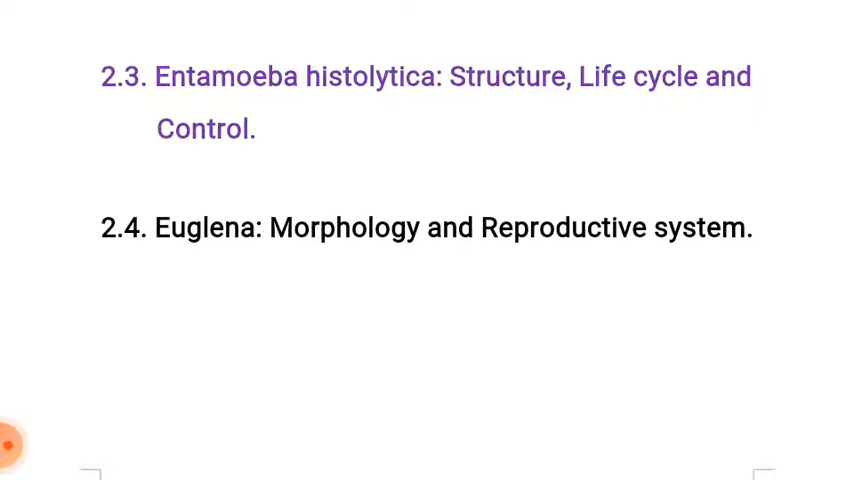 2.3. Entamoeba histolytica: Structure, Life cycle and
Control.
2.4. Euglena: Morphology and Reproductive system.